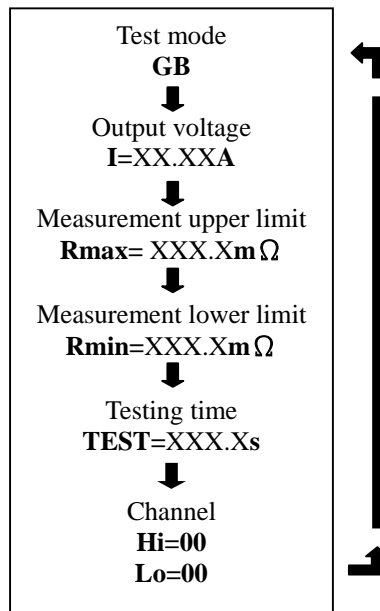 Test mode
GB
Output voltage
I=XX.XXA
Measurement upper limit
Rmax= XXX.XmΩ
Measurement lower limit
Rmin=XXX.XmΩ
Testing time
TEST=XXX.Xs
Channel
Hi=00
Lo=00